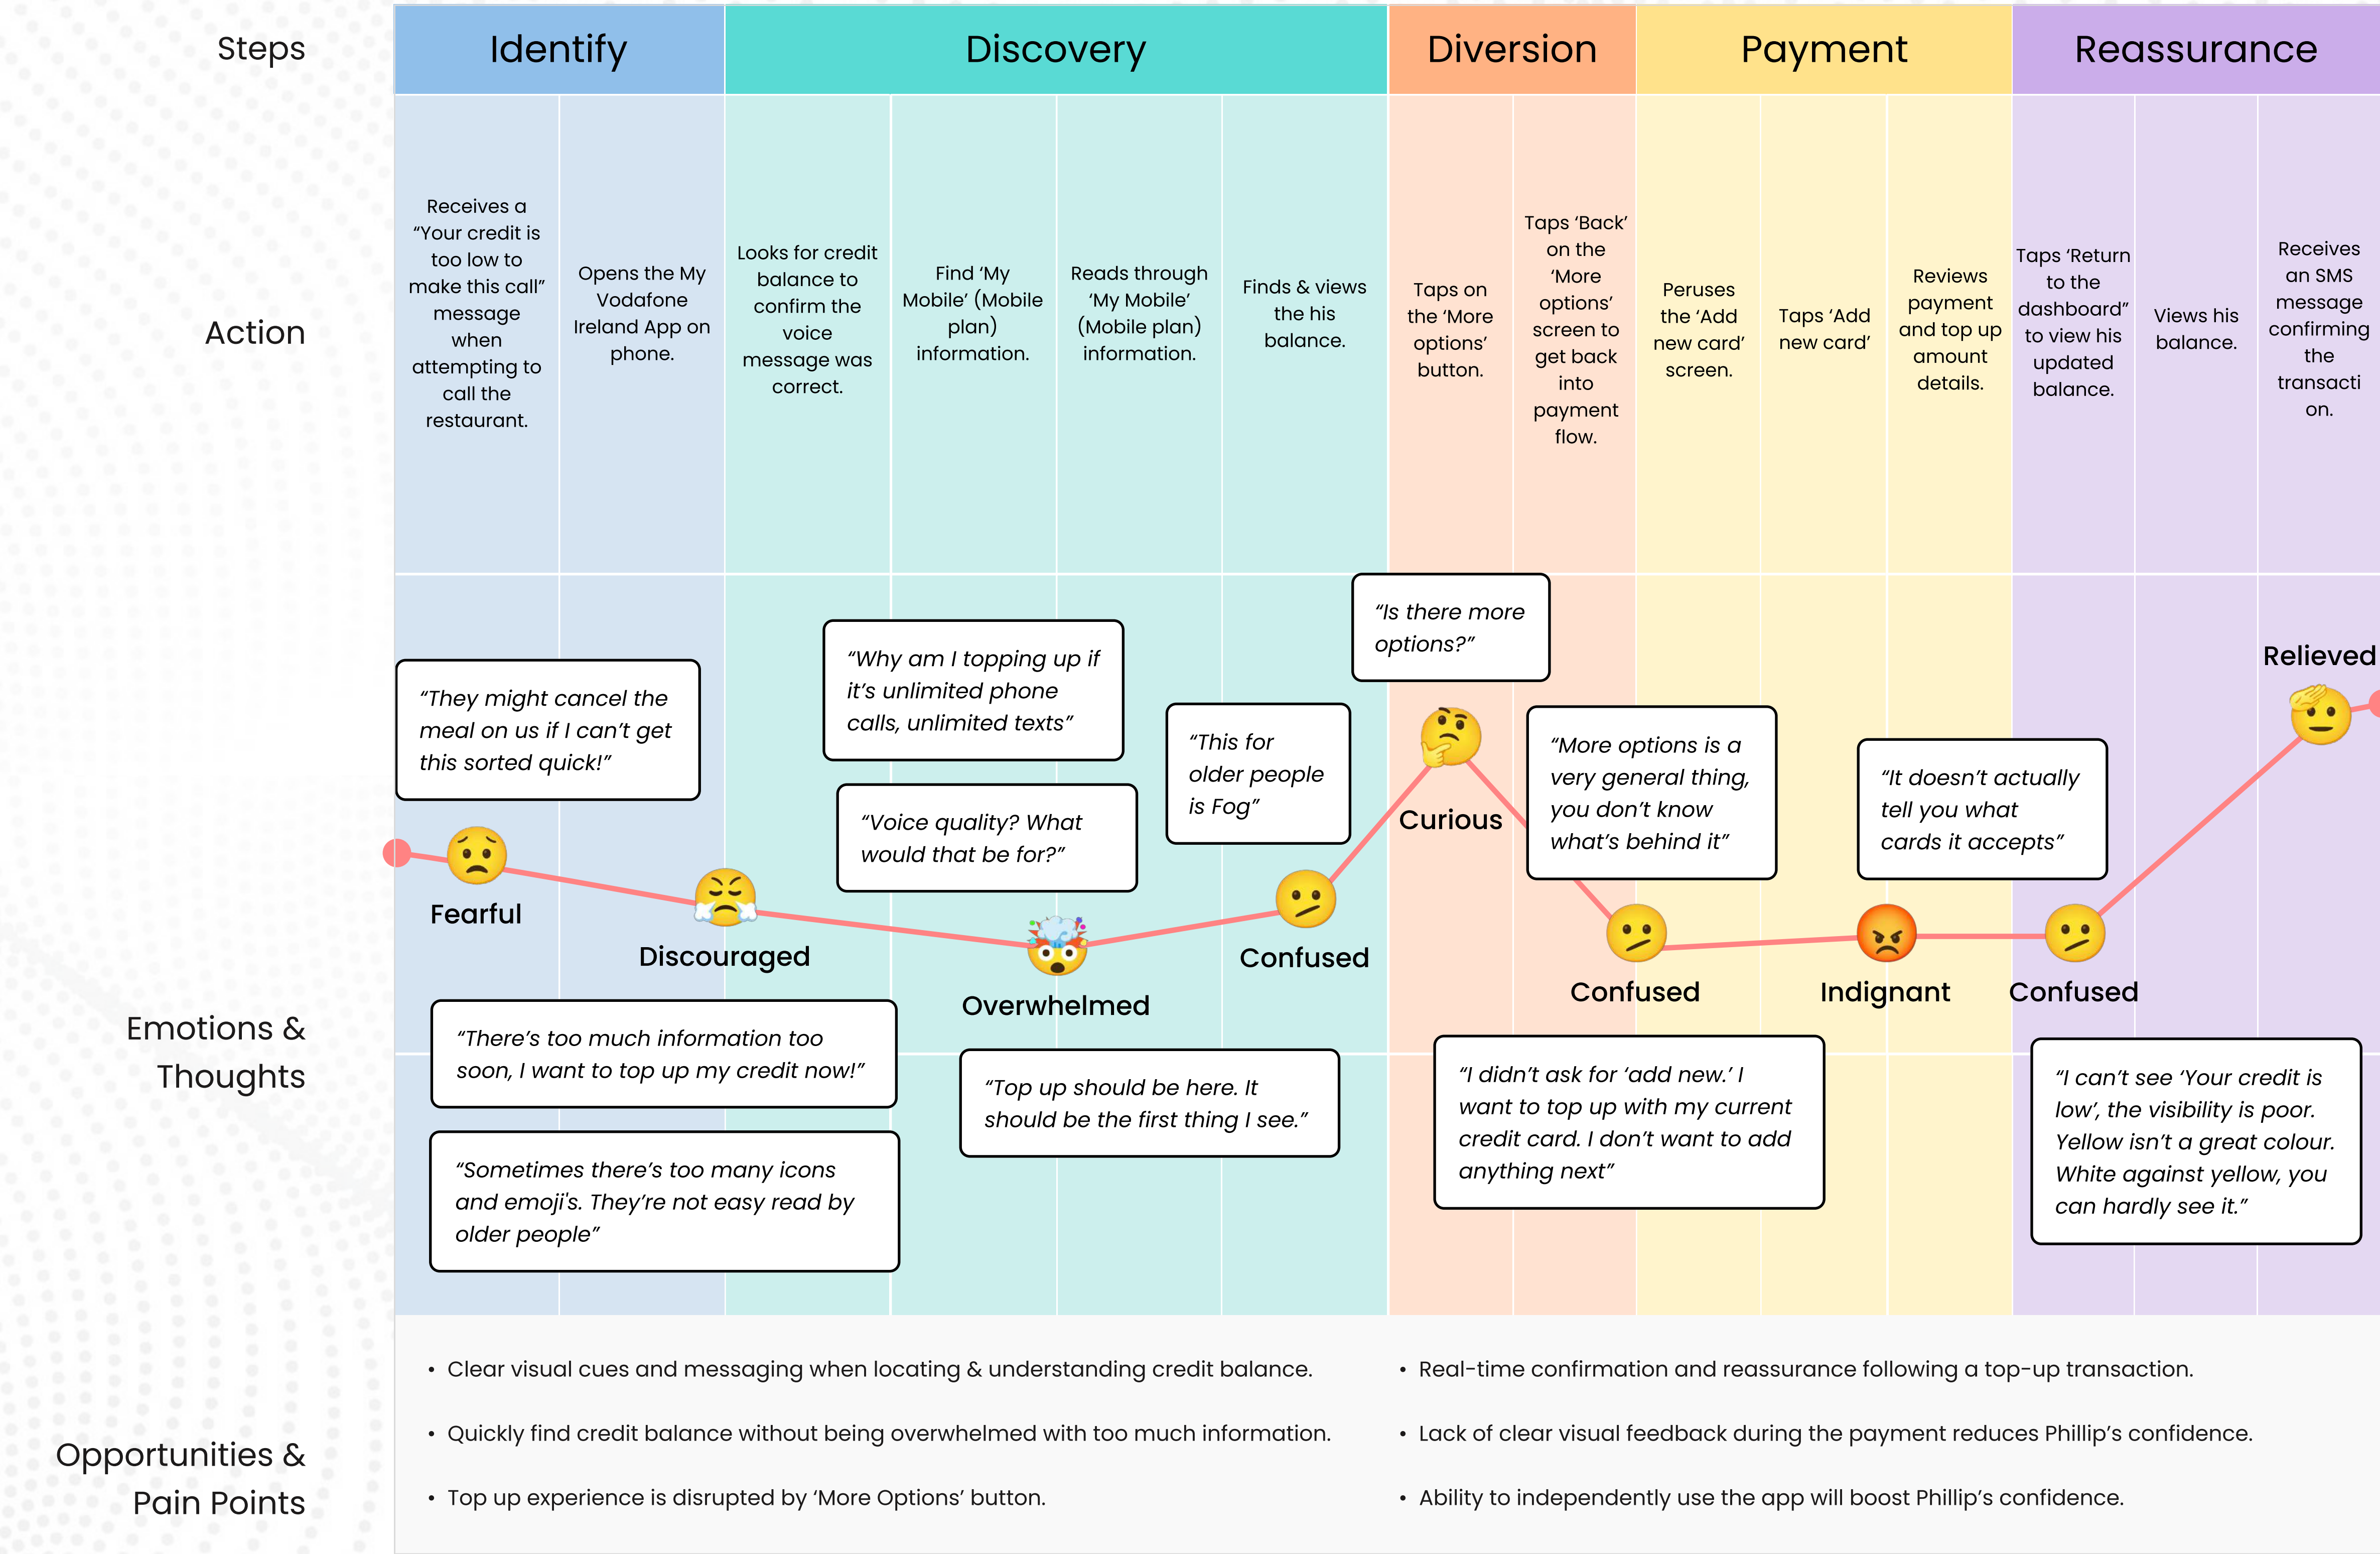 Steps
Identify
Discovery
Diversion
Payment
Reassurance
Action
Receives a
“Your credit is
too low to
make this call”
message
when
attempting to
call the
restaurant.
Opens the My
Vodafone
Ireland App on
phone.
Looks for credit
balance to
confirm the
voice
message was
correct.
Find ‘My
Mobile’ (Mobile
plan)
information.
Reads through
‘My Mobile’
(Mobile plan)
information.
Finds & views
the his
balance.
Taps on
the ‘More
options’
button.
Taps ‘Back’
on the
‘More
options’
screen to
get back
into
payment
flow.
Peruses
the ‘Add
new card’
screen.
Taps ‘Add
new card’
Reviews
payment
and top up
amount
details.
Taps ‘Return
to the
dashboard”
to view his
updated
balance.
Views his
balance.
Receives
an SMS
message
confirming
the
transacti
on.
Emotions &
Thoughts
“They might cancel the
meal on us if I can’t get
this sorted quick!”
Fearful
Discouraged
“There’s too much information too
soon, I want to top up my credit now!”
“Sometimes there’s too many icons
and emoji's. They’re not easy read by
older people”
“Why am I topping up if
it’s unlimited phone
calls, unlimited texts”
“Voice quality? What
would that be for?”
Overwhelmed
“Top up should be here. It
should be the first thing I see.”
“This for
older people
is Fog”
Confused
“Is there more
options?”
Curious
“More options is a
very general thing,
you don’t know
what’s behind it”
Confused
“I didn’t ask for ‘add new.’ I
want to top up with my current
credit card. I don’t want to add
anything next”
“It doesn’t actually
tell you what
cards it accepts”
Indignant
Confused
“I can’t see ‘Your credit is
low’, the visibility is poor.
Yellow isn’t a great colour.
White against yellow, you
can hardly see it.”
Relieved
Opportunities &
Pain Points
• Clear visual cues and messaging when locating & understanding credit balance.
• Quickly find credit balance without being overwhelmed with too much information.
• Top up experience is disrupted by ‘More Options’ button.
• Real-time confirmation and reassurance following a top-up transaction.
• Lack of clear visual feedback during the payment reduces Phillip’s confidence.
• Ability to independently use the app will boost Phillip’s confidence.